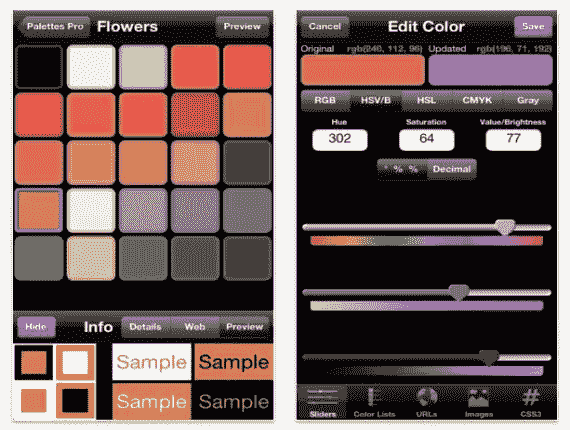 Palettes Pro Flowers Preview
Hide Info Details Web Preview
Sample Sample
Sample Sample
Cancel Edit Color Save
Original rgb(246, 112, 96) Updated rgb(196, 71, 192)
RGB HSV/B HSL CMYK Gray
Hue Saturation Value/Brightness
302 64 77
° % % Decimal
Sliders Color Lists URLs Images CSS3